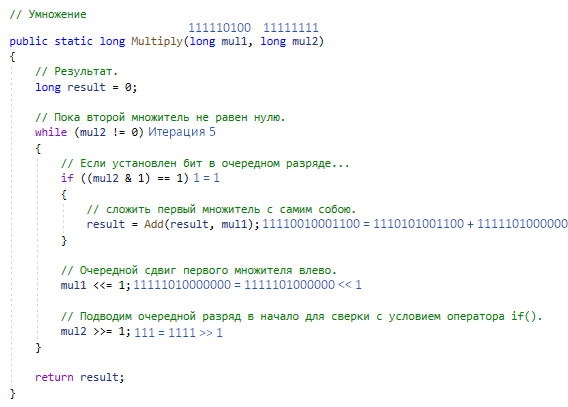 // Умножение
111110100 11111111
public static long Multiply(long mul1, long mul2)
{
// Результат.
long result = 0;
// Пока второй множитель не равен нулю.
while (mul2 != 0) Итерация 5
{
// Если установлен бит в очередном разряде...
if ((mul2 & 1) == 1) 1 = 1
{
// сложить первый множитель с самим собою.
result = Add(result, mul1); 11110010001100 = 1110101001100 + 1111101000000
}
// Очередной сдвиг первого множителя влево.
mul1 <<= 1; 11111010000000 = 1111101000000 << 1
// Подводим очередной разряд в начало для сверки с условием оператора if().
mul2 >>= 1; 111 = 1111 >> 1
}
return result;
}